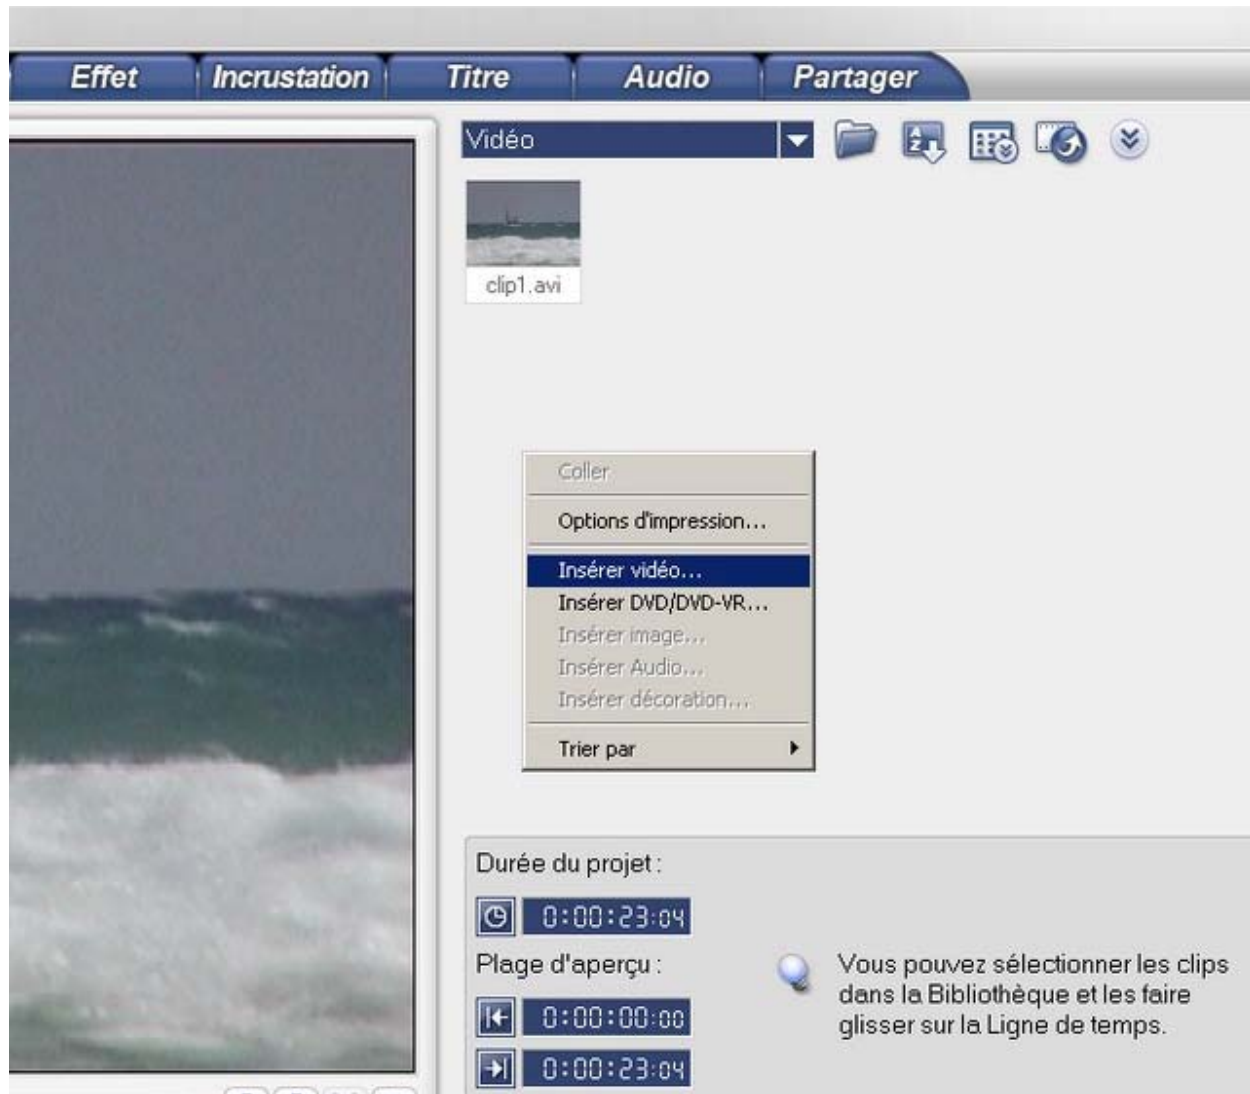 Effet Incrustation Titre Audio Partager
Vidéo
clip1.avi
Coller
Options d'impression...
Insérer vidéo...
Insérer DVD/DVD-VR...
Insérer image...
Insérer Audio...
Insérer décoration...
Trier par
Durée du projet :
0:00:23:04
Plage d'aperçu :
0:00:00:00
0:00:23:04
Vous pouvez sélectionner les clips
dans la Bibliothèque et les faire
glisser sur la Ligne de temps.